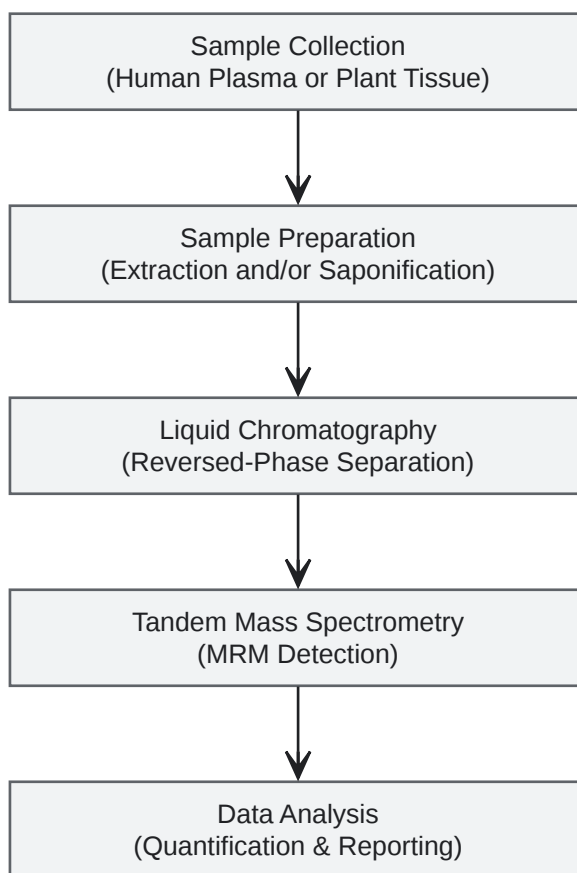 Sample Collection
(Human Plasma or Plant Tissue)
Sample Preparation
(Extraction and/or Saponification)
Liquid Chromatography
(Reversed-Phase Separation)
Tandem Mass Spectrometry
(MRM Detection)
Data Analysis
(Quantification & Reporting)